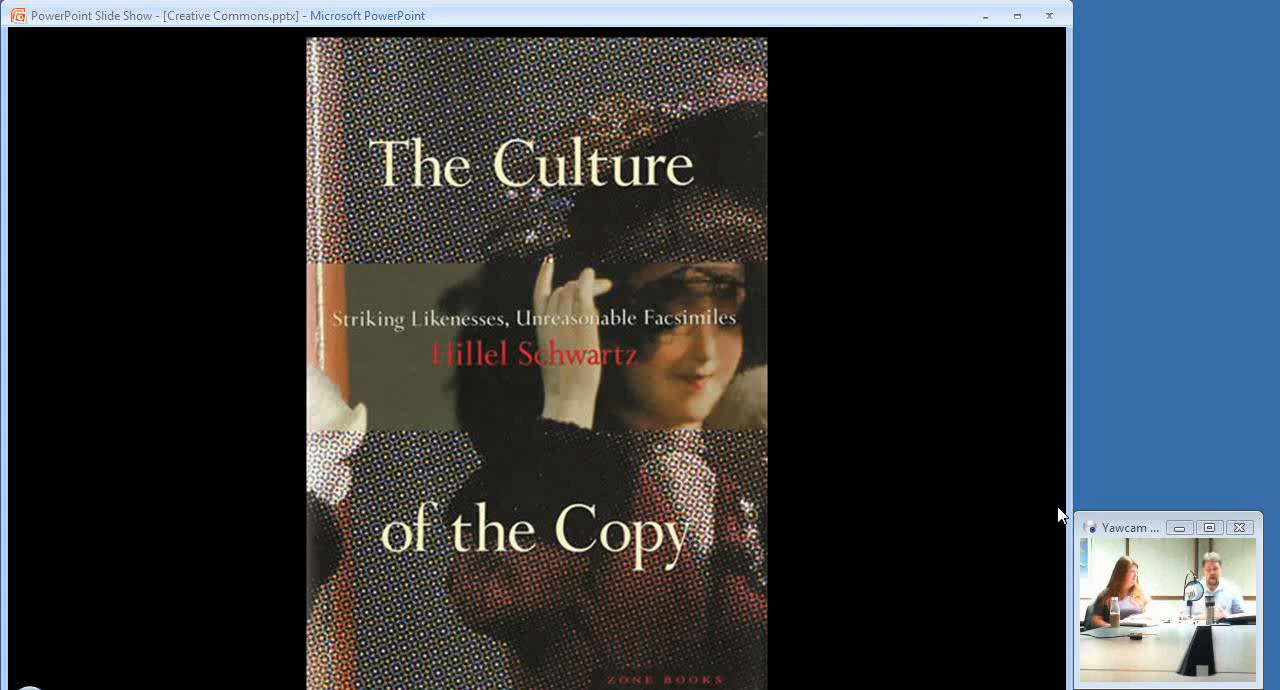 PowerPoint Slide Show - [Creative Commons.pptx] - Microsoft PowerPoint
The Culture
Striking Likenesses, Unreasonable Facsimiles
Hillel Schwartz
of the Copy
ZONE BOOKS
Yawcam ...